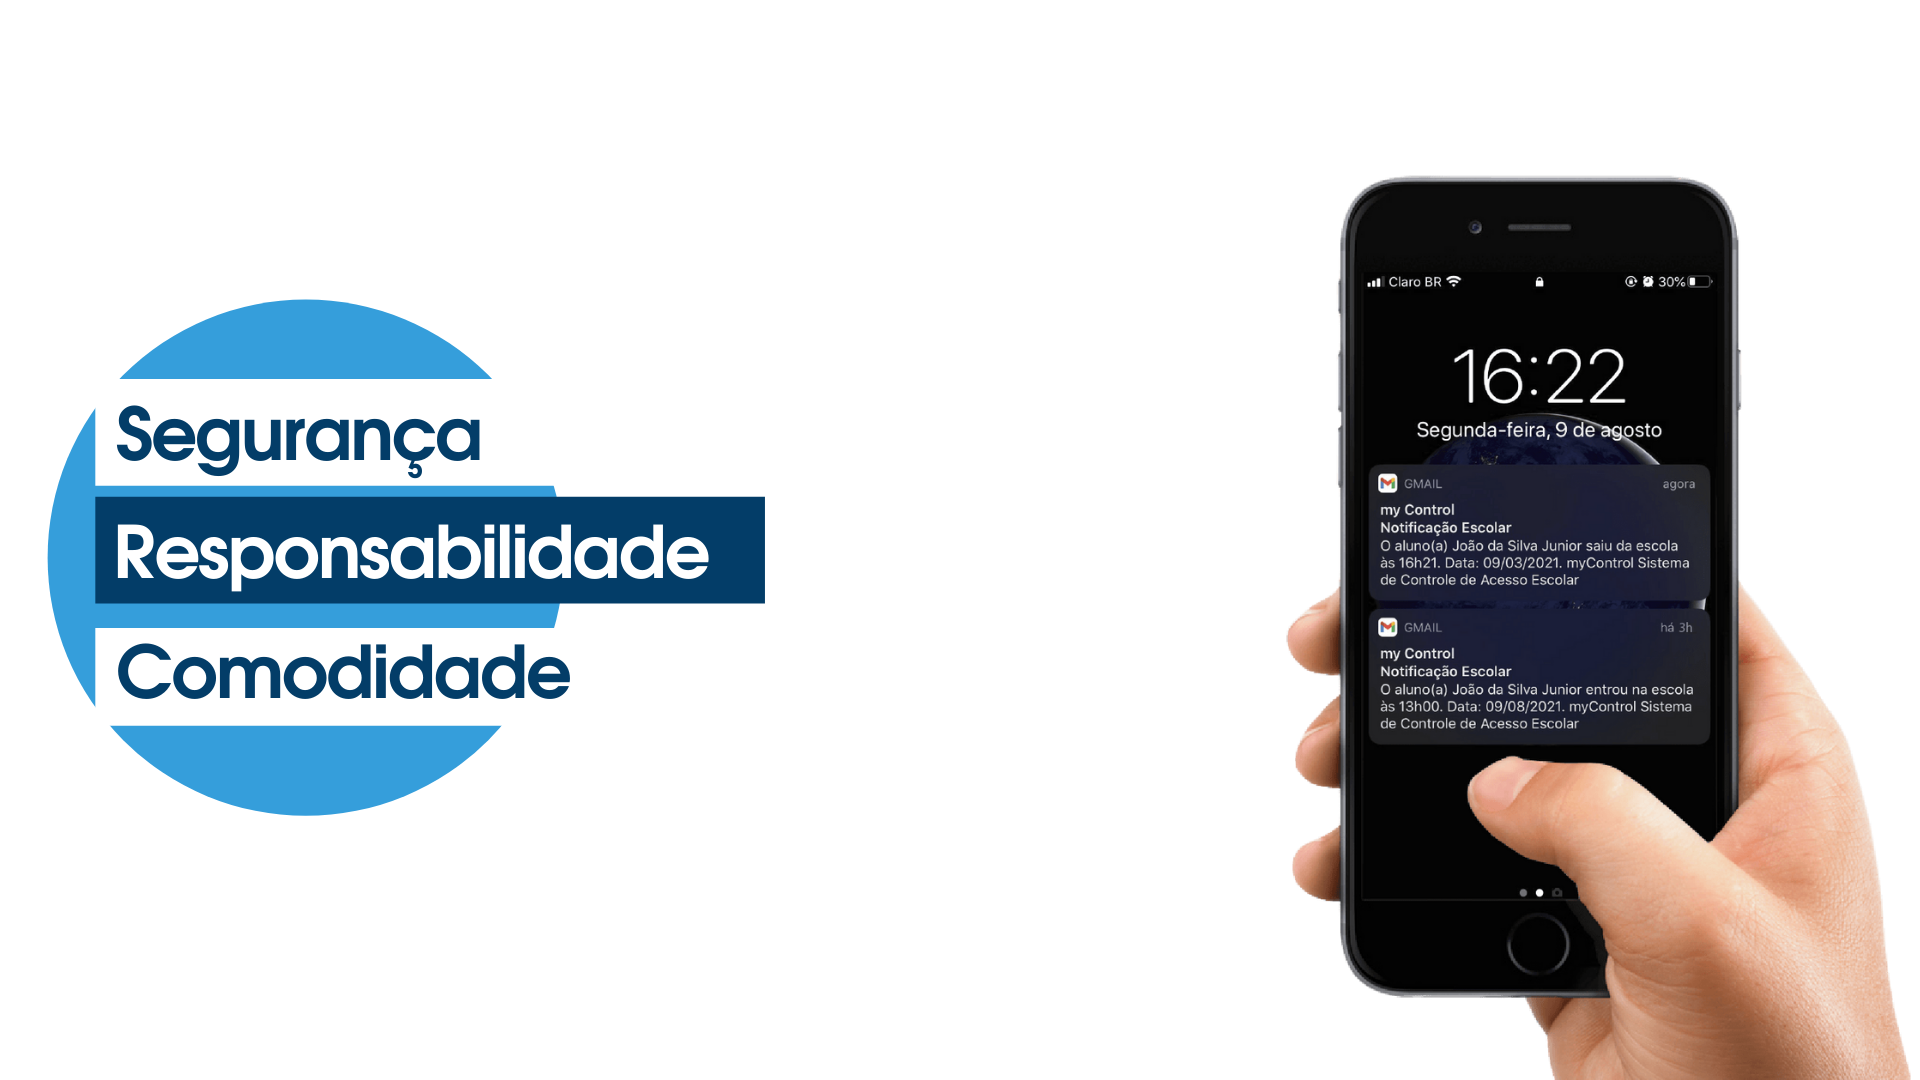 Segurança
Responsabilidade
Comodidade
Claro BR
30%
16:22
Segunda-feira, 9 de agosto
GMAIL agora
my Control
Notificação Escolar
O aluno(a) João da Silva Junior saiu da escola
às 16h21. Data: 09/03/2021. myControl Sistema
de Controle de Acesso Escolar
GMAIL há 3h
my Control
Notificação Escolar
O aluno(a) João da Silva Junior entrou na escola
às 13h00. Data: 09/08/2021. myControl Sistema
de Controle de Acesso Escolar